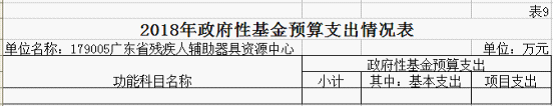 表9
2018年政府性基金预算支出情况表
单位名称：179005广东省残疾人辅助器具资源中心 单位：万元
功能科目名称 政府性基金预算支出
小计 其中：基本支出 项目支出